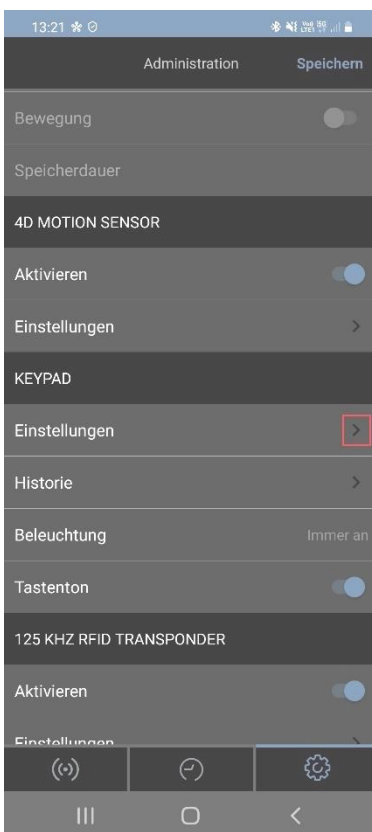 13:21
Administration
Speichern
Bewegung
Speicherdauer
4D MOTION SENSOR
Aktivieren
Einstellungen
KEYPAD
Einstellungen
Historie
Beleuchtung
Immer an
Tastenton
125 KHZ RFID TRANSPONDER
Aktivieren
Einstellungen